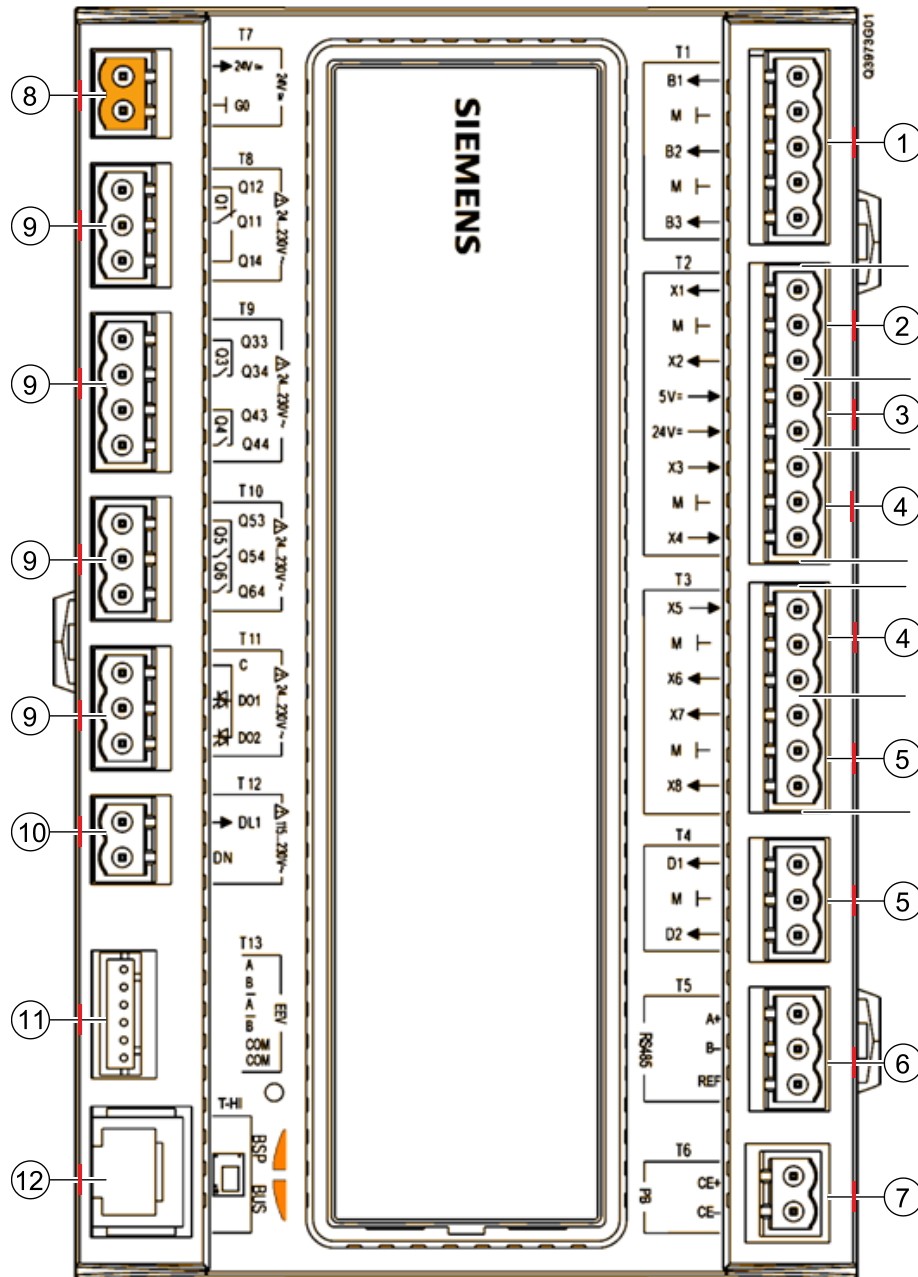 Q3973G01
SIEMENS
8
T7
24V ≂
G0
24V ≂
9
T8
Q12
Q11
Q14
Q1
⚠ 24...230V~
9
T9
Q33
Q34
Q43
Q44
Q3
Q4
⚠ 24...230V~
9
T10
Q53
Q54
Q64
Q5
Q6
⚠ 24...230V~
9
T11
C
DO1
DO2
⚠ 24...230V~
10
T12
DL1
DN
⚠ 115...230V~
11
T13
A
B
A̅
B̅
COM
COM
EEV
12
T-HI
BSP
BUS
T1
B1
M
B2
M
B3
1
T2
X1
M
X2
5V=
24V=
X3
M
X4
2
3
4
T3
X5
M
X6
X7
M
X8
4
5
T4
D1
M
D2
5
T5
A+
B-
REF
RS485
6
T6
CE+
CE-
PB
7